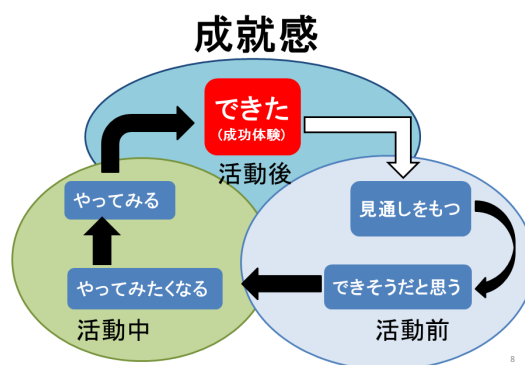 成就感
できた
(成功体験)
活動後
見通しをもつ
できそうだと思う
活動前
やってみたくなる
活動中
やってみる
8